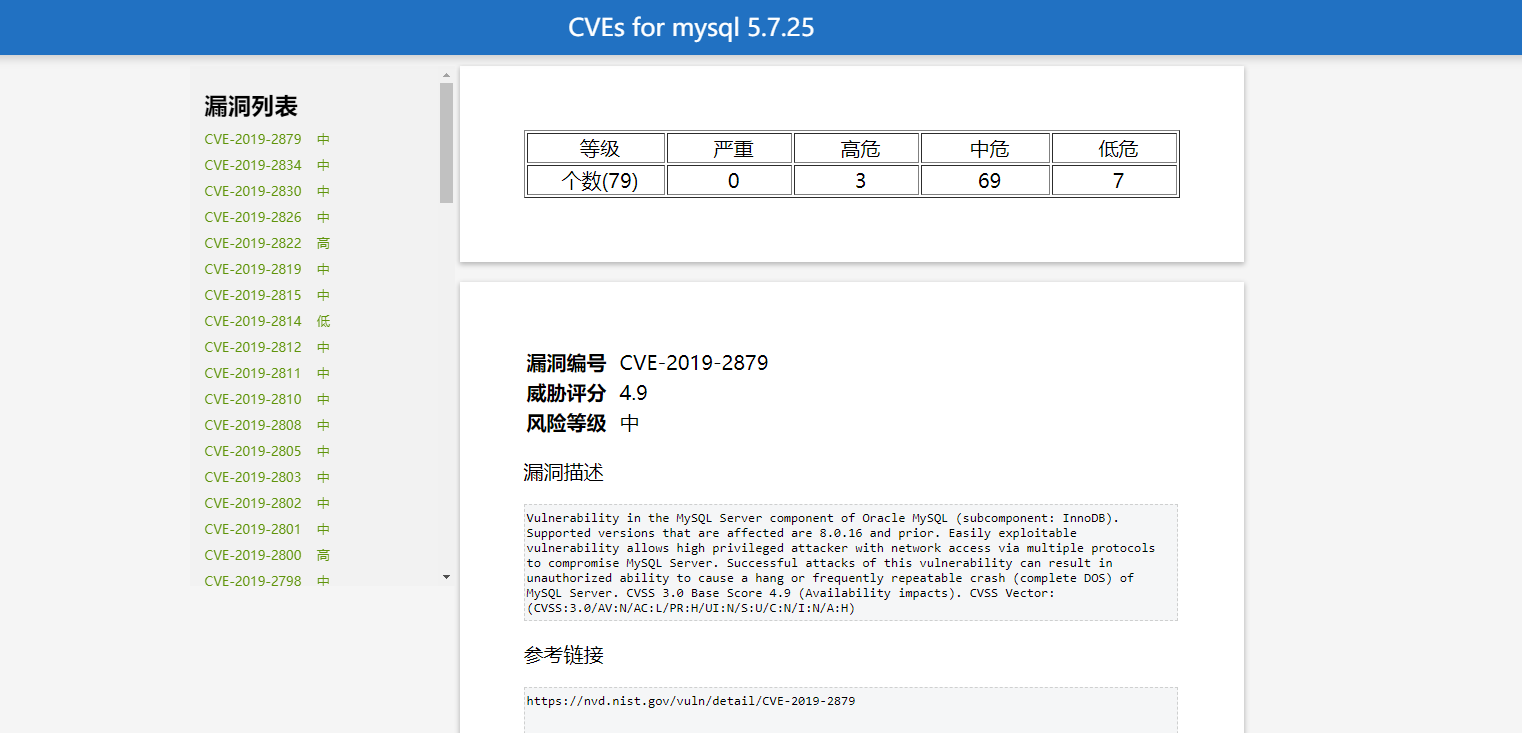 CVEs for mysql 5.7.25
漏洞列表
CVE-2019-2879 中
CVE-2019-2834 中
CVE-2019-2830 中
CVE-2019-2826 中
CVE-2019-2822 高
CVE-2019-2819 中
CVE-2019-2815 中
CVE-2019-2814 低
CVE-2019-2812 中
CVE-2019-2811 中
CVE-2019-2810 中
CVE-2019-2808 中
CVE-2019-2805 中
CVE-2019-2803 中
CVE-2019-2802 中
CVE-2019-2801 中
CVE-2019-2800 高
CVE-2019-2798 中
等级 严重 高危 中危 低危
个数(79) 0 3 69 7
漏洞编号 CVE-2019-2879
威胁评分 4.9
风险等级 中
漏洞描述
Vulnerability in the MySQL Server component of Oracle MySQL (subcomponent: InnoDB).
Supported versions that are affected are 8.0.16 and prior. Easily exploitable
vulnerability allows high privileged attacker with network access via multiple protocols
to compromise MySQL Server. Successful attacks of this vulnerability can result in
unauthorized ability to cause a hang or frequently repeatable crash (complete DOS) of
MySQL Server. CVSS 3.0 Base Score 4.9 (Availability impacts). CVSS Vector:
(CVSS:3.0/AV:N/AC:L/PR:H/UI:N/S:U/C:N/I:N/A:H)
参考链接
https://nvd.nist.gov/vuln/detail/CVE-2019-2879